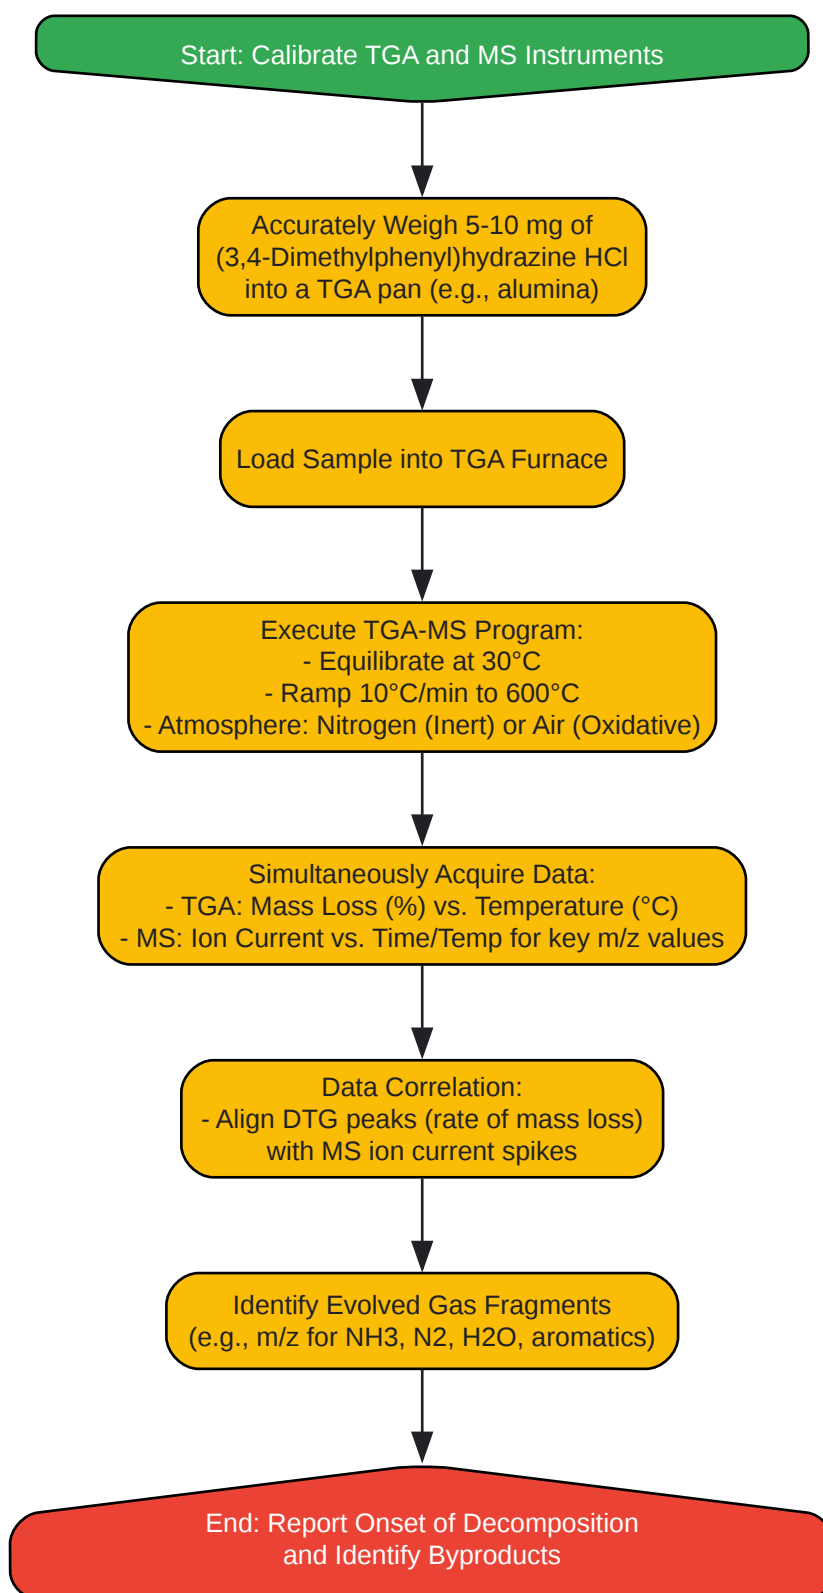 Start: Calibrate TGA and MS Instruments
Accurately Weigh 5-10 mg of
(3,4-Dimethylphenyl)hydrazine HCl
into a TGA pan (e.g., alumina)
Load Sample into TGA Furnace
Execute TGA-MS Program:
- Equilibrate at 30°C
- Ramp 10°C/min to 600°C
- Atmosphere: Nitrogen (Inert) or Air (Oxidative)
Simultaneously Acquire Data:
- TGA: Mass Loss (%) vs. Temperature (°C)
- MS: Ion Current vs. Time/Temp for key m/z values
Data Correlation:
- Align DTG peaks (rate of mass loss)
with MS ion current spikes
Identify Evolved Gas Fragments
(e.g., m/z for NH3, N2, H2O, aromatics)
End: Report Onset of Decomposition
and Identify Byproducts